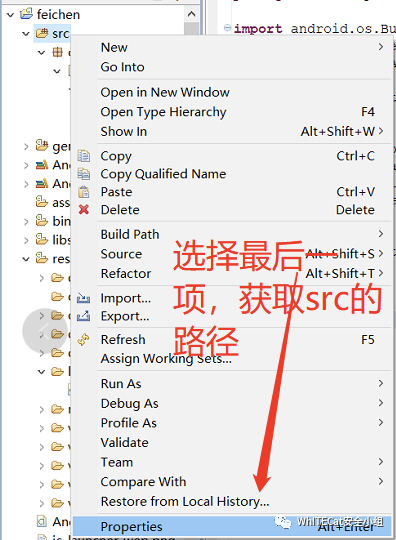 feichen
src
import android.os.Bu
New
Go Into
Open in New Window
Open Type Hierarchy F4
Show In Alt+Shift+W
Copy Ctrl+C
Copy Qualified Name
Paste Ctrl+V
Delete Delete
Build Path
Source Alt+Shift+S
Refactor Alt+Shift+T
Import...
Export...
Refresh F5
Assign Working Sets...
Run As
Debug As
Profile As
Validate
Team
Compare With
Restore from Local History...
Properties Alt+Enter
选择最后
项，获取src的
路径
gen
And
And
ass
bin
libs
res
And
ic_launcher-web.png
WhITECat安全小组